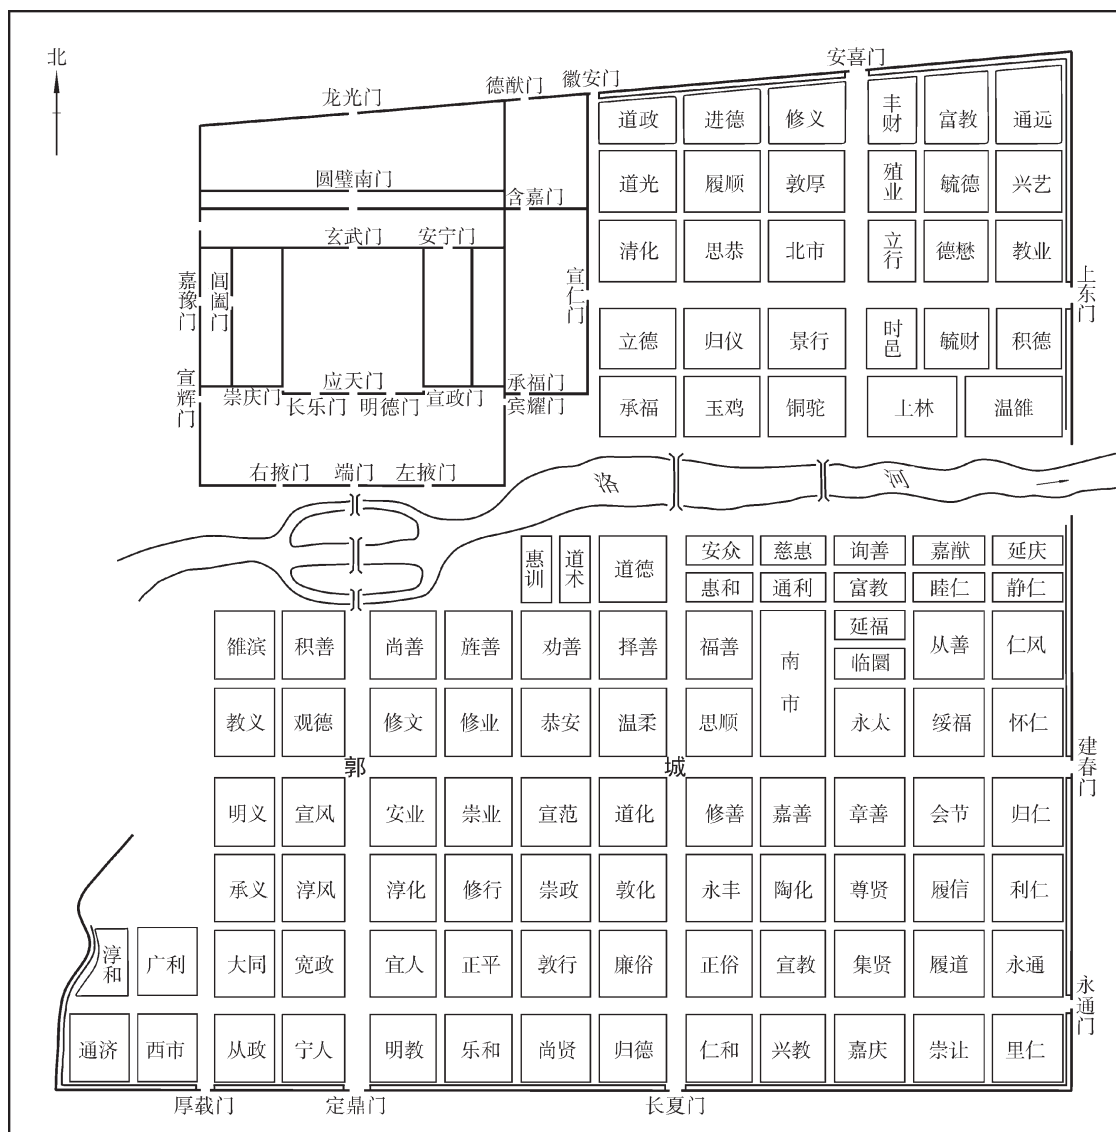 北
安喜门
徽安门
德猷门
龙光门
道政 进德 修义 丰财 富教 通远
圆璧南门
含嘉门
道光 履顺 敦厚 殖业 毓德 兴艺
玄武门 安宁门
清化 思恭 北市 立行 德懋 教业
嘉豫门
阊阖门
宣仁门
上东门
立德 归仪 景行 时邑 毓财 积德
宣辉门
崇庆门
应天门
长乐门 明德门
宣政门
承福门
宾耀门
承福 玉鸡 铜驼 上林 温雒
右掖门 端门 左掖门
洛河
惠训 道术 道德
安众 慈惠 询善 嘉猷 延庆
惠和 通利 富教 睦仁 静仁
雒滨 积善 尚善 旌善 劝善 择善 福善 南市 延福 从善 仁风
临圜
教义 观德 修文 修业 恭安 温柔 思顺 永太 绥福 怀仁
郭城
建春门
明义 宣风 安业 崇业 宣范 道化 修善 嘉善 章善 会节 归仁
承义 淳风 淳化 修行 崇政 敦化 永丰 陶化 尊贤 履信 利仁
淳和 广利 大同 宽政 宜人 正平 敦行 廉俗 正俗 宣教 集贤 履道 永通
永通门
通济 西市 从政 宁人 明教 乐和 尚贤 归德 仁和 兴教 嘉庆 崇让 里仁
厚载门 定鼎门 长夏门